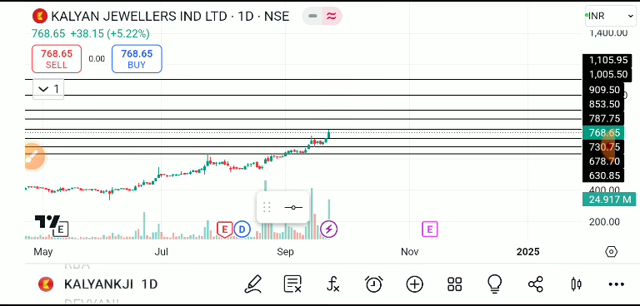 KALYAN JEWELLERS IND LTD · 1D · NSE
INR
768.65 +38.15 (+5.22%)
1,400.00
768.65
SELL
0.00
768.65
BUY
1
1,105.95
1,005.50
909.50
853.50
787.75
768.65
730.75
678.70
630.85
400.00
24.917 M
200.00
E
E
D
E
May
Jul
Sep
Nov
2025
KALYANKJI 1D